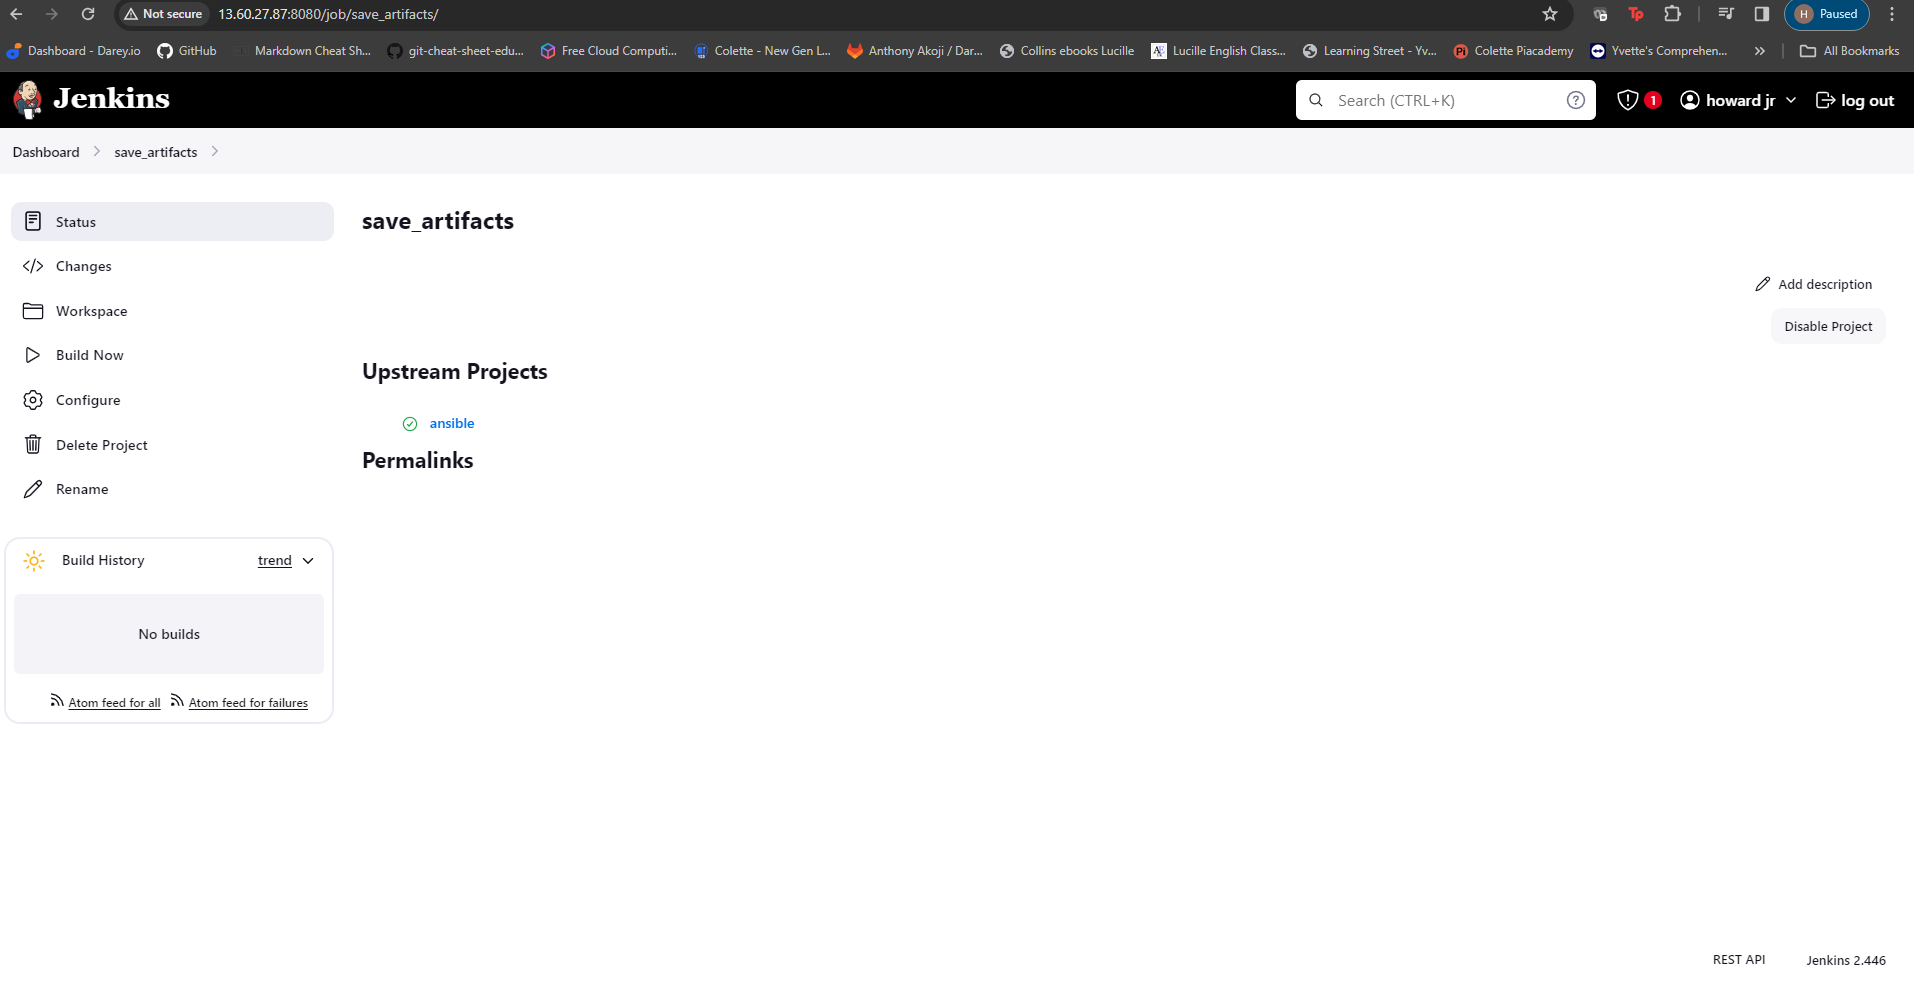 Not secure 13.60.27.87:8080/job/save_artifacts/ Tp H Paused
Dashboard - Darey.io GitHub Markdown Cheat Sh... git-cheat-sheet-edu... Free Cloud Computi... Colette - New Gen L... Anthony Akoji / Dar... Collins ebooks Lucille Lucille English Class... Learning Street - Yv... Colette Piacademy Yvette's Comprehen... » All Bookmarks
Jenkins Search (CTRL+K) ? 1 howard jr log out
Dashboard save_artifacts
Status
Changes
Workspace
Build Now
Configure
Delete Project
Rename
Build History trend
No builds
Atom feed for all Atom feed for failures
save_artifacts
Add description
Disable Project
Upstream Projects
ansible
Permalinks
REST API Jenkins 2.446